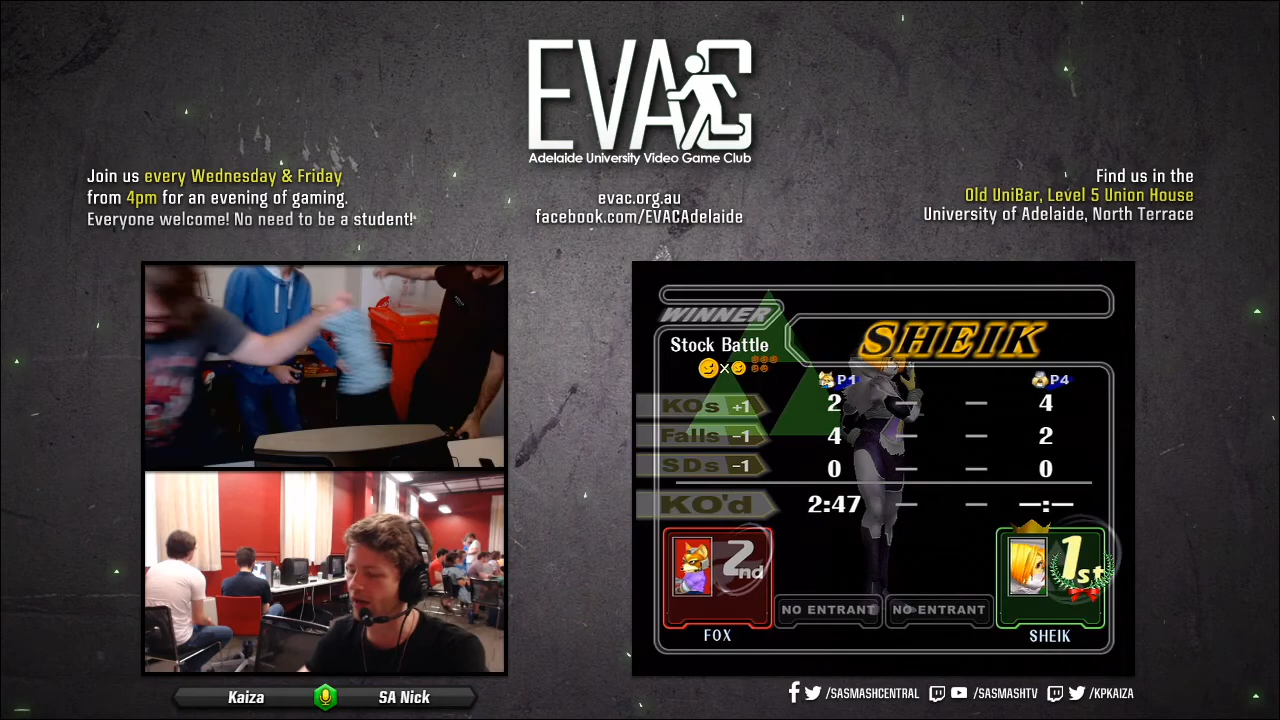 EVAC
Adelaide University Video Game Club
Join us every Wednesday & Friday
from 4pm for an evening of gaming.
Everyone welcome! No need to be a student!
evac.org.au
facebook.com/EVACAdelaide
Find us in the
Old UniBar, Level 5 Union House
University of Adelaide, North Terrace
WINNER
SHEIK
Stock Battle
P1 P4
KOs +1 2 — — 4
Falls -1 4 — — 2
SDs -1 0 — — 0
KO'd 2:47 — — —:—
2nd
NO ENTRANT
NO ENTRANT
1st
FOX
SHEIK
Kaiza
SA Nick
/SASMASHCENTRAL /SASMASHTV /KPKAIZA